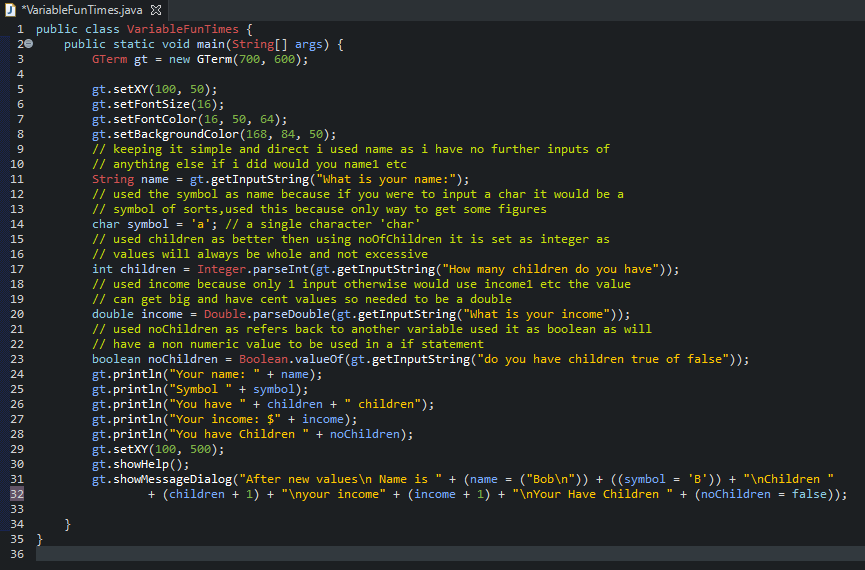 *VariableFunTimes.java
1 public class VariableFunTimes {
2 public static void main(String[] args) {
3 GTerm gt = new GTerm(700, 600);
4
5 gt.setXY(100, 50);
6 gt.setFontSize(16);
7 gt.setFontColor(16, 50, 64);
8 gt.setBackgroundColor(168, 84, 50);
9 // keeping it simple and direct i used name as i have no further inputs of
10 // anything else if i did would you name1 etc
11 String name = gt.getInputString("What is your name:");
12 // used the symbol as name because if you were to input a char it would be a
13 // symbol of sorts,used this because only way to get some figures
14 char symbol = 'a'; // a single character 'char'
15 // used children as better then using noOfChildren it is set as integer as
16 // values will always be whole and not excessive
17 int children = Integer.parseInt(gt.getInputString("How many children do you have"));
18 // used income because only 1 input otherwise would use income1 etc the value
19 // can get big and have cent values so needed to be a double
20 double income = Double.parseDouble(gt.getInputString("What is your income"));
21 // used noChildren as refers back to another variable used it as boolean as will
22 // have a non numeric value to be used in a if statement
23 boolean noChildren = Boolean.valueOf(gt.getInputString("do you have children true of false"));
24 gt.println("Your name: " + name);
25 gt.println("Symbol " + symbol);
26 gt.println("You have " + children + " children");
27 gt.println("Your income: $" + income);
28 gt.println("You have Children " + noChildren);
29 gt.setXY(100, 500);
30 gt.showHelp();
31 gt.showMessageDialog("After new values\n Name is " + (name = ("Bob\n")) + ((symbol = 'B')) + "\nChildren "
32 + (children + 1) + "\nyour income" + (income + 1) + "\nYour Have Children " + (noChildren = false));
33
34 }
35 }
36